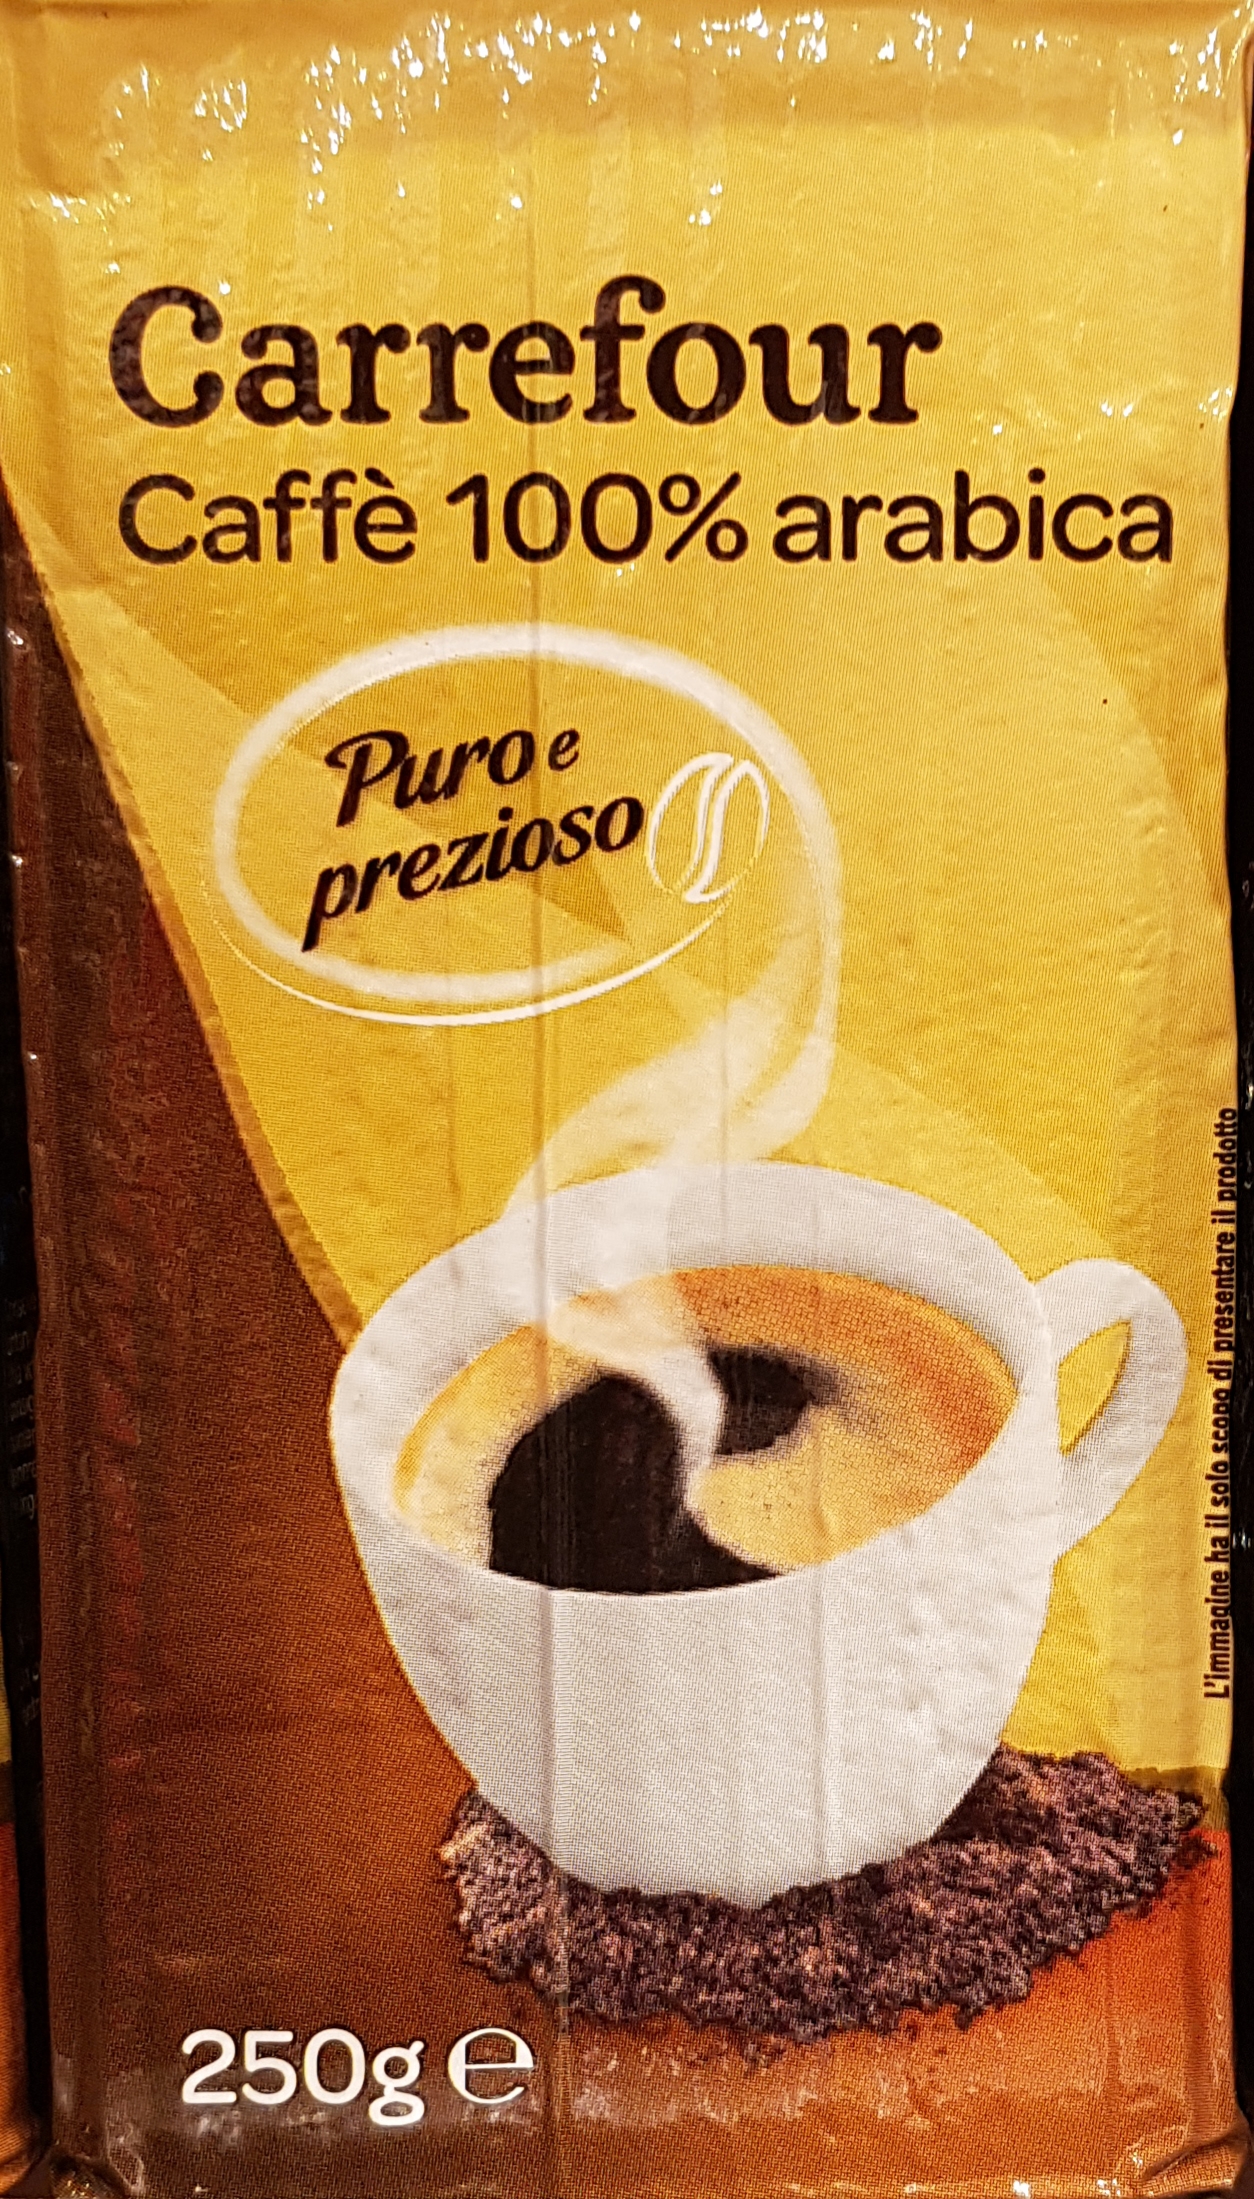 Carrefour
Caffè 100% arabica
Puro e
prezioso
L'immagine ha il solo scopo di presentare il prodotto
250g ℮